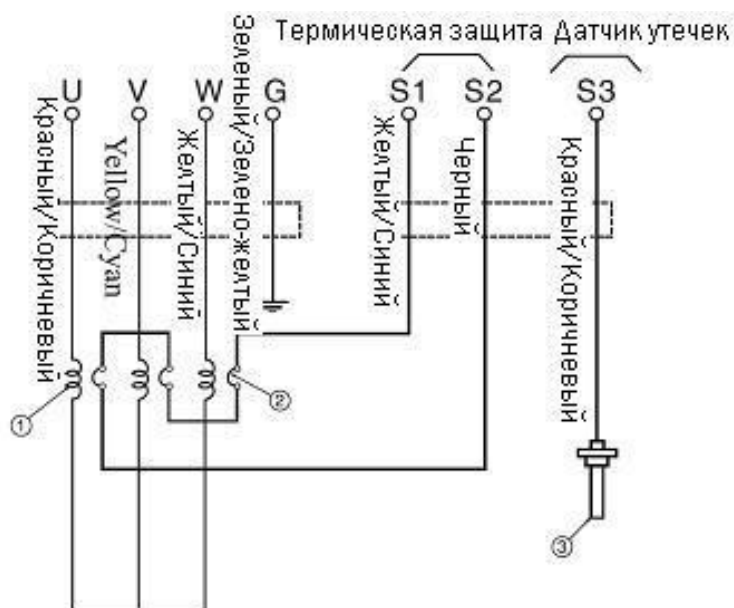 Термическая защита Датчик утечек
U V W G S1 S2 S3
Красный/Коричневый
Yellow/Cyan
Желтый/Синий
Зеленый/Зелено-желтый
Желтый/Синий
Черный
Красный/Коричневый
①
②
③